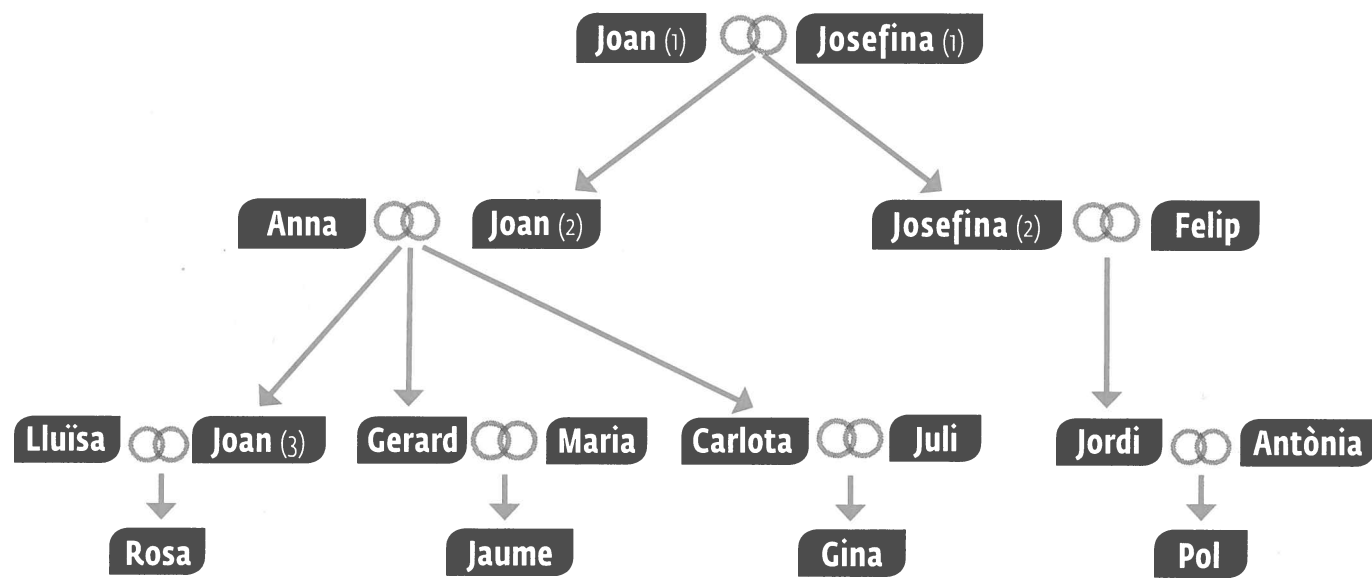 Joan (1) Josefina (1)
Anna Joan (2) Josefina (2) Felip
Lluïsa Joan (3) Gerard Maria Carlota Juli Jordi Antònia
Rosa Jaume Gina Pol